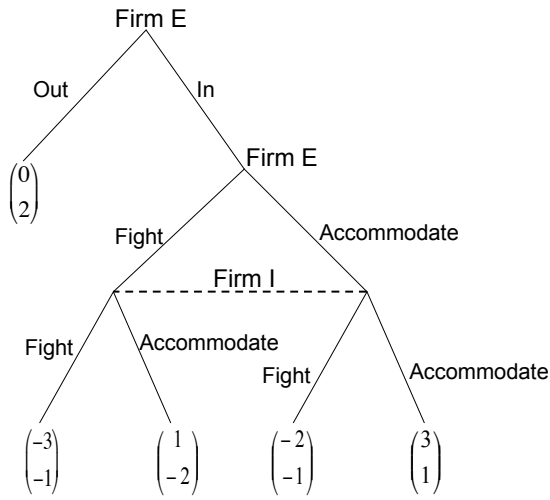 Firm E
Out
In
Firm E
(0
2)
Fight
Accommodate
Firm I
Fight
Accommodate
Fight
Accommodate
(−3
−1)
(1
−2)
(−2
−1)
(3
1)